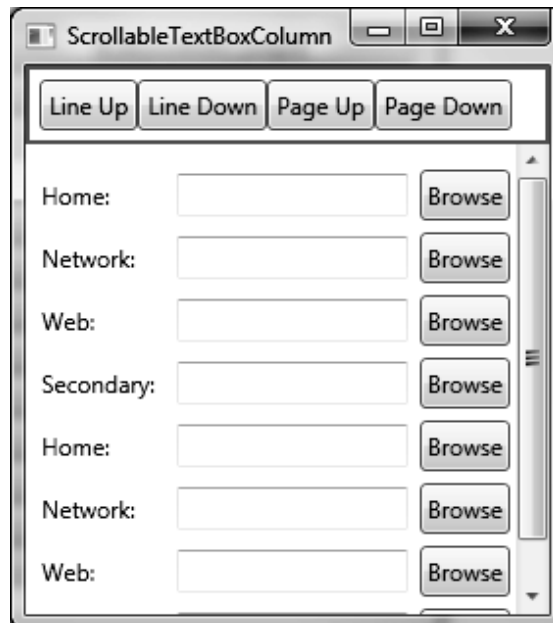 ScrollableTextBoxColumn
Line Up Line Down Page Up Page Down
Home: Browse
Network: Browse
Web: Browse
Secondary: Browse
Home: Browse
Network: Browse
Web: Browse